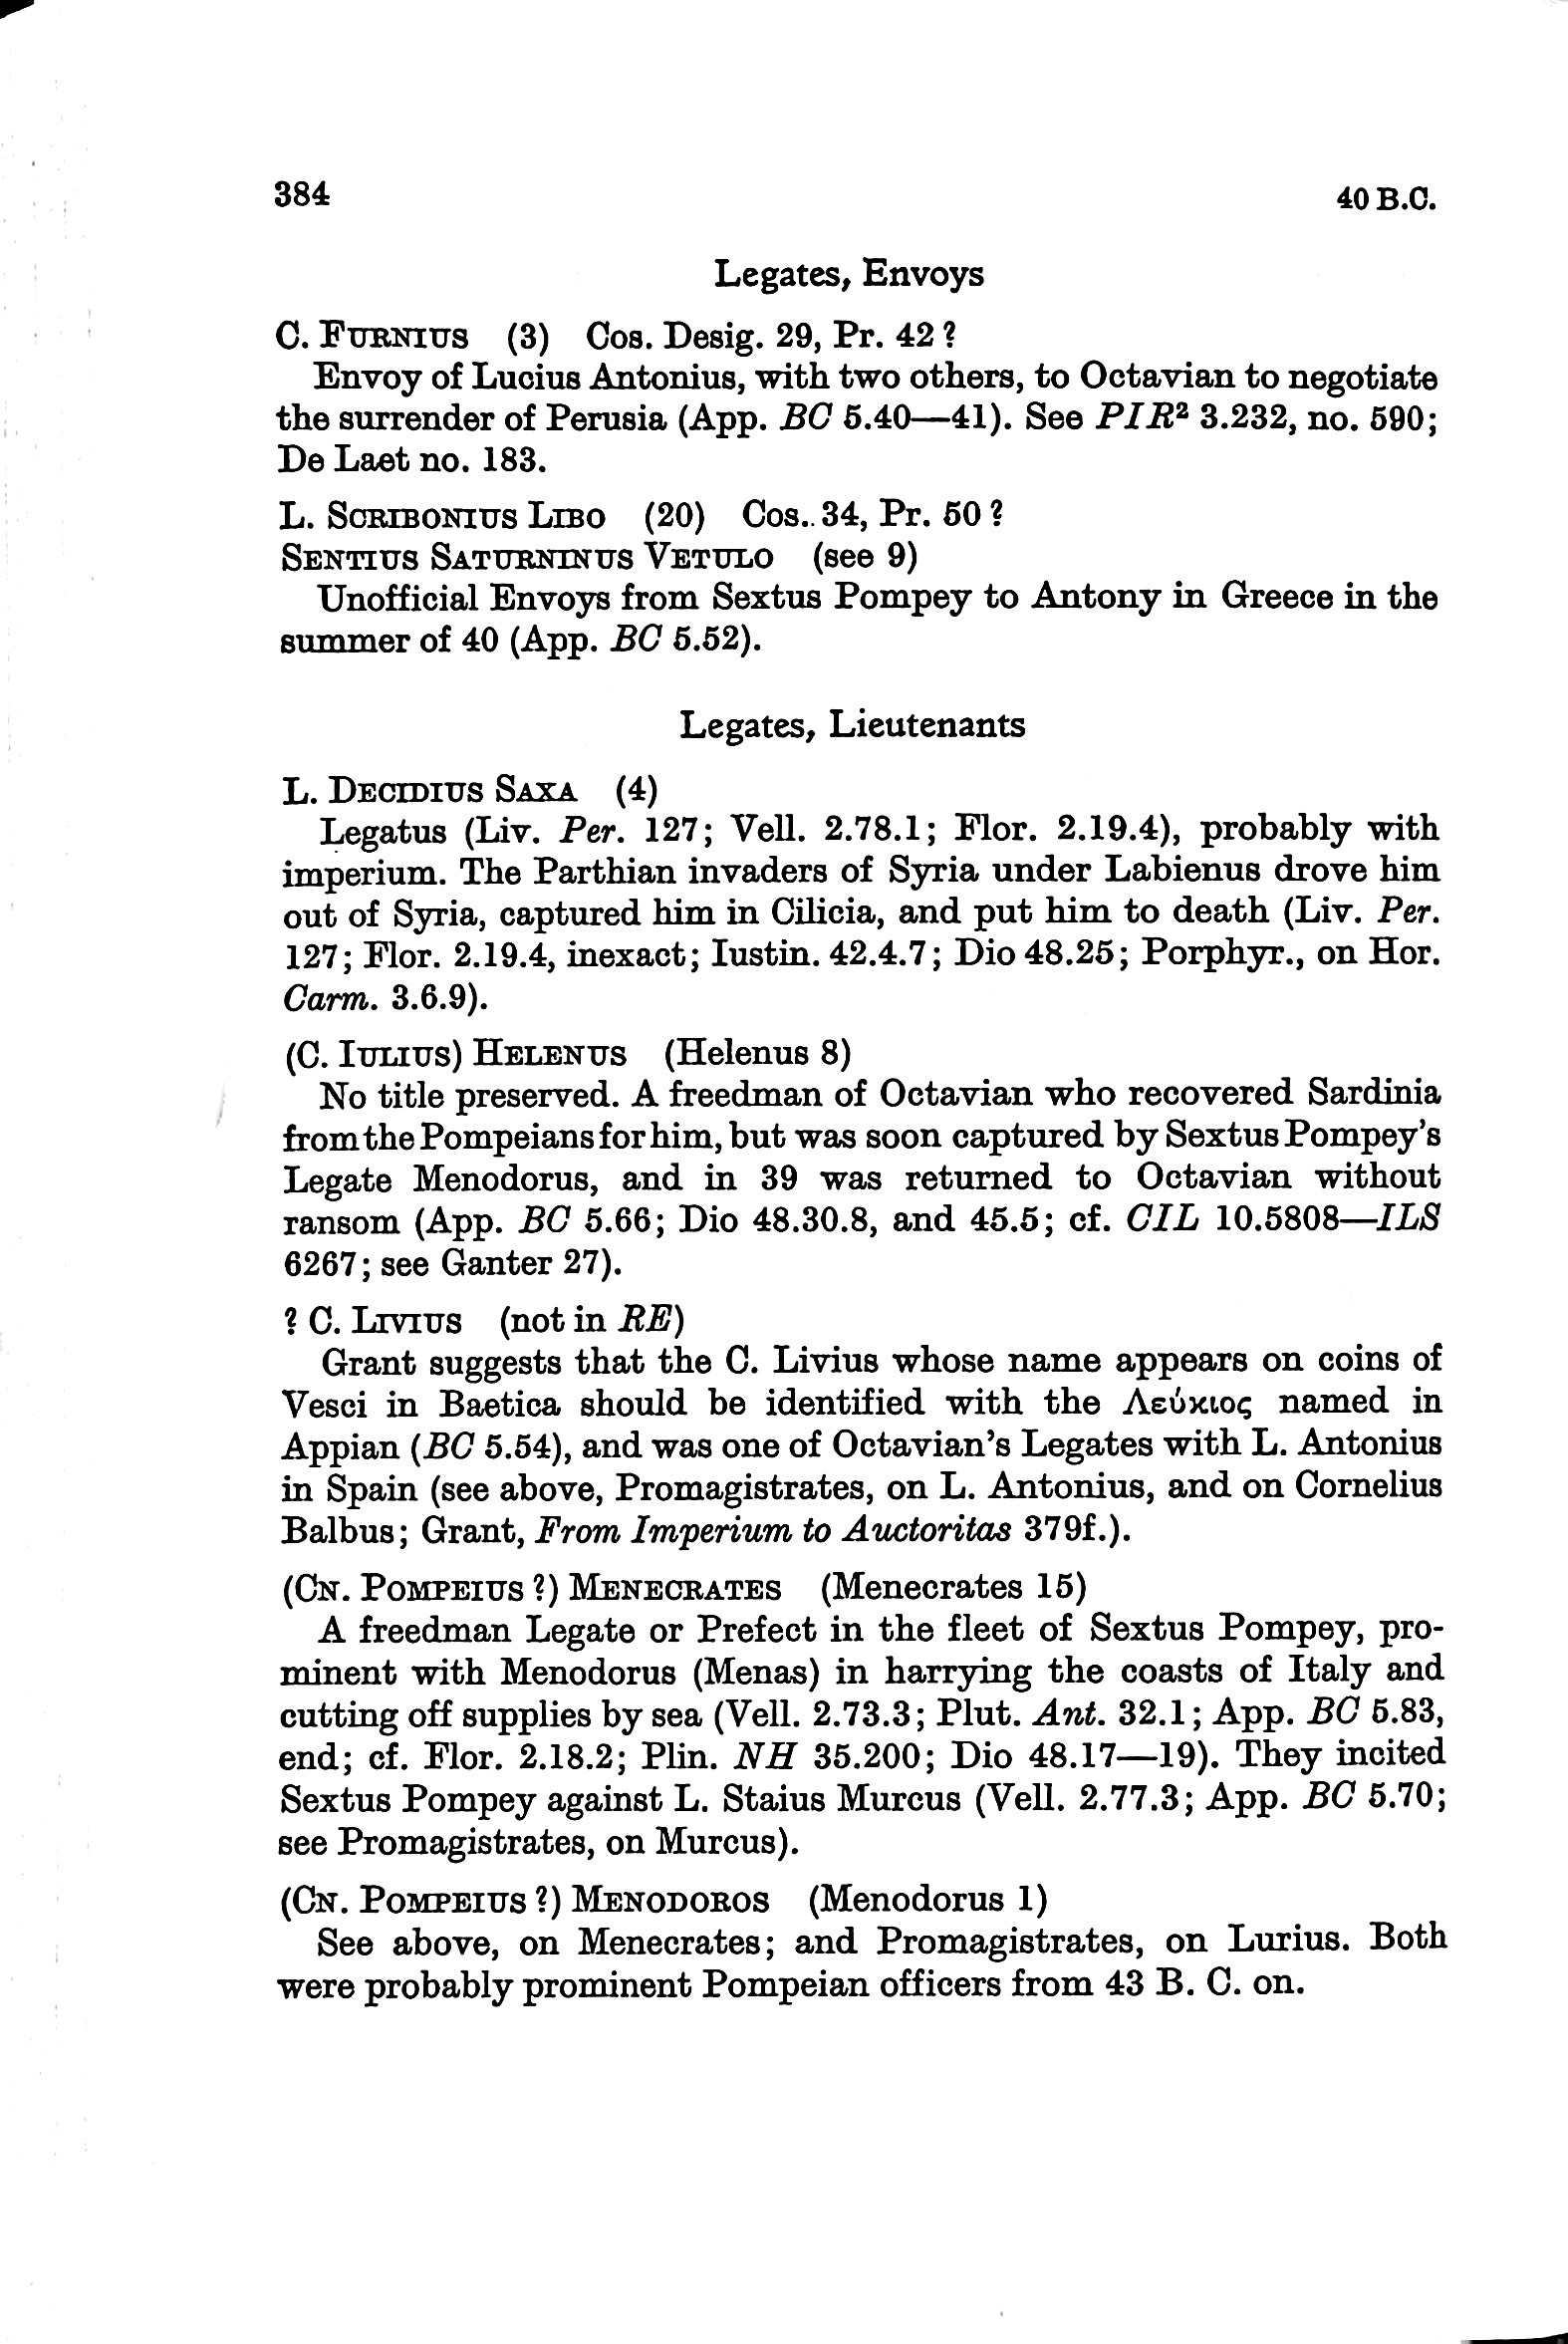 384 40 B.C.
Legates, Envoys
C. FURNIUS (3) Cos. Desig. 29, Pr. 42?
Envoy of Lucius Antonius, with two others, to Octavian to negotiate
the surrender of Perusia (App. BC 5.40—41). See PIR² 3.232, no. 590;
De Laet no. 183.
L. SCRIBONIUS LIBO (20) Cos. 34, Pr. 50?
SENTIUS SATURNINUS VETULO (see 9)
Unofficial Envoys from Sextus Pompey to Antony in Greece in the
summer of 40 (App. BC 5.52).
Legates, Lieutenants
L. DECIDIUS SAXA (4)
Legatus (Liv. Per. 127; Vell. 2.78.1; Flor. 2.19.4), probably with
imperium. The Parthian invaders of Syria under Labienus drove him
out of Syria, captured him in Cilicia, and put him to death (Liv. Per.
127; Flor. 2.19.4, inexact; Iustin. 42.4.7; Dio 48.25; Porphyr., on Hor.
Carm. 3.6.9).
(C. IULIUS) HELENUS (Helenus 8)
No title preserved. A freedman of Octavian who recovered Sardinia
from the Pompeians for him, but was soon captured by Sextus Pompey's
Legate Menodorus, and in 39 was returned to Octavian without
ransom (App. BC 5.66; Dio 48.30.8, and 45.5; cf. CIL 10.5808—ILS
6267; see Ganter 27).
? C. LIVIUS (not in RE)
Grant suggests that the C. Livius whose name appears on coins of
Vesci in Baetica should be identified with the Λεύκιος named in
Appian (BC 5.54), and was one of Octavian's Legates with L. Antonius
in Spain (see above, Promagistrates, on L. Antonius, and on Cornelius
Balbus; Grant, From Imperium to Auctoritas 379f.).
(CN. POMPEIUS?) MENECRATES (Menecrates 15)
A freedman Legate or Prefect in the fleet of Sextus Pompey, pro-
minent with Menodorus (Menas) in harrying the coasts of Italy and
cutting off supplies by sea (Vell. 2.73.3; Plut. Ant. 32.1; App. BC 5.83,
end; cf. Flor. 2.18.2; Plin. NH 35.200; Dio 48.17—19). They incited
Sextus Pompey against L. Staius Murcus (Vell. 2.77.3; App. BC 5.70;
see Promagistrates, on Murcus).
(CN. POMPEIUS?) MENODOROS (Menodorus 1)
See above, on Menecrates; and Promagistrates, on Lurius. Both
were probably prominent Pompeian officers from 43 B. C. on.